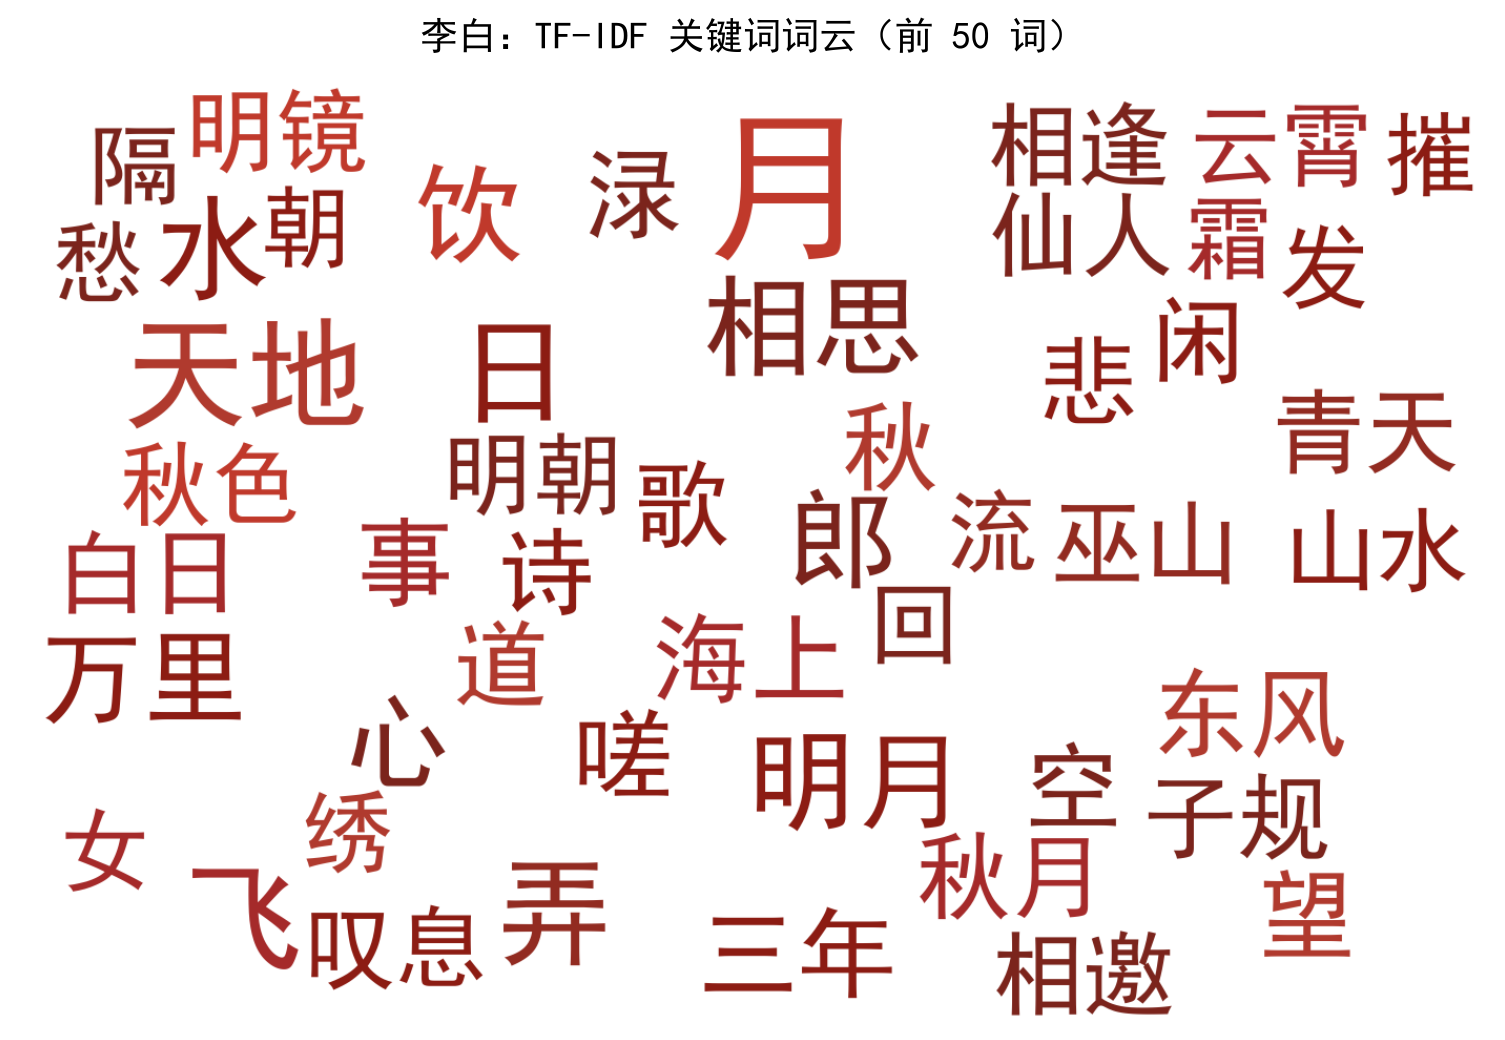 李白：TF-IDF 关键词词云（前 50 词）
隔
明镜
饮
渌
月
相逢
云霄
摧
愁
水
朝
仙人
霜
发
天地
日
相思
悲
闲
秋色
明朝
歌
秋
青天
白日
事
诗
郎
流
巫山
山水
万里
道
海上
回
东风
心
嗟
明月
空
子规
女
绣
飞
叹息
弄
三年
秋月
望
相邀